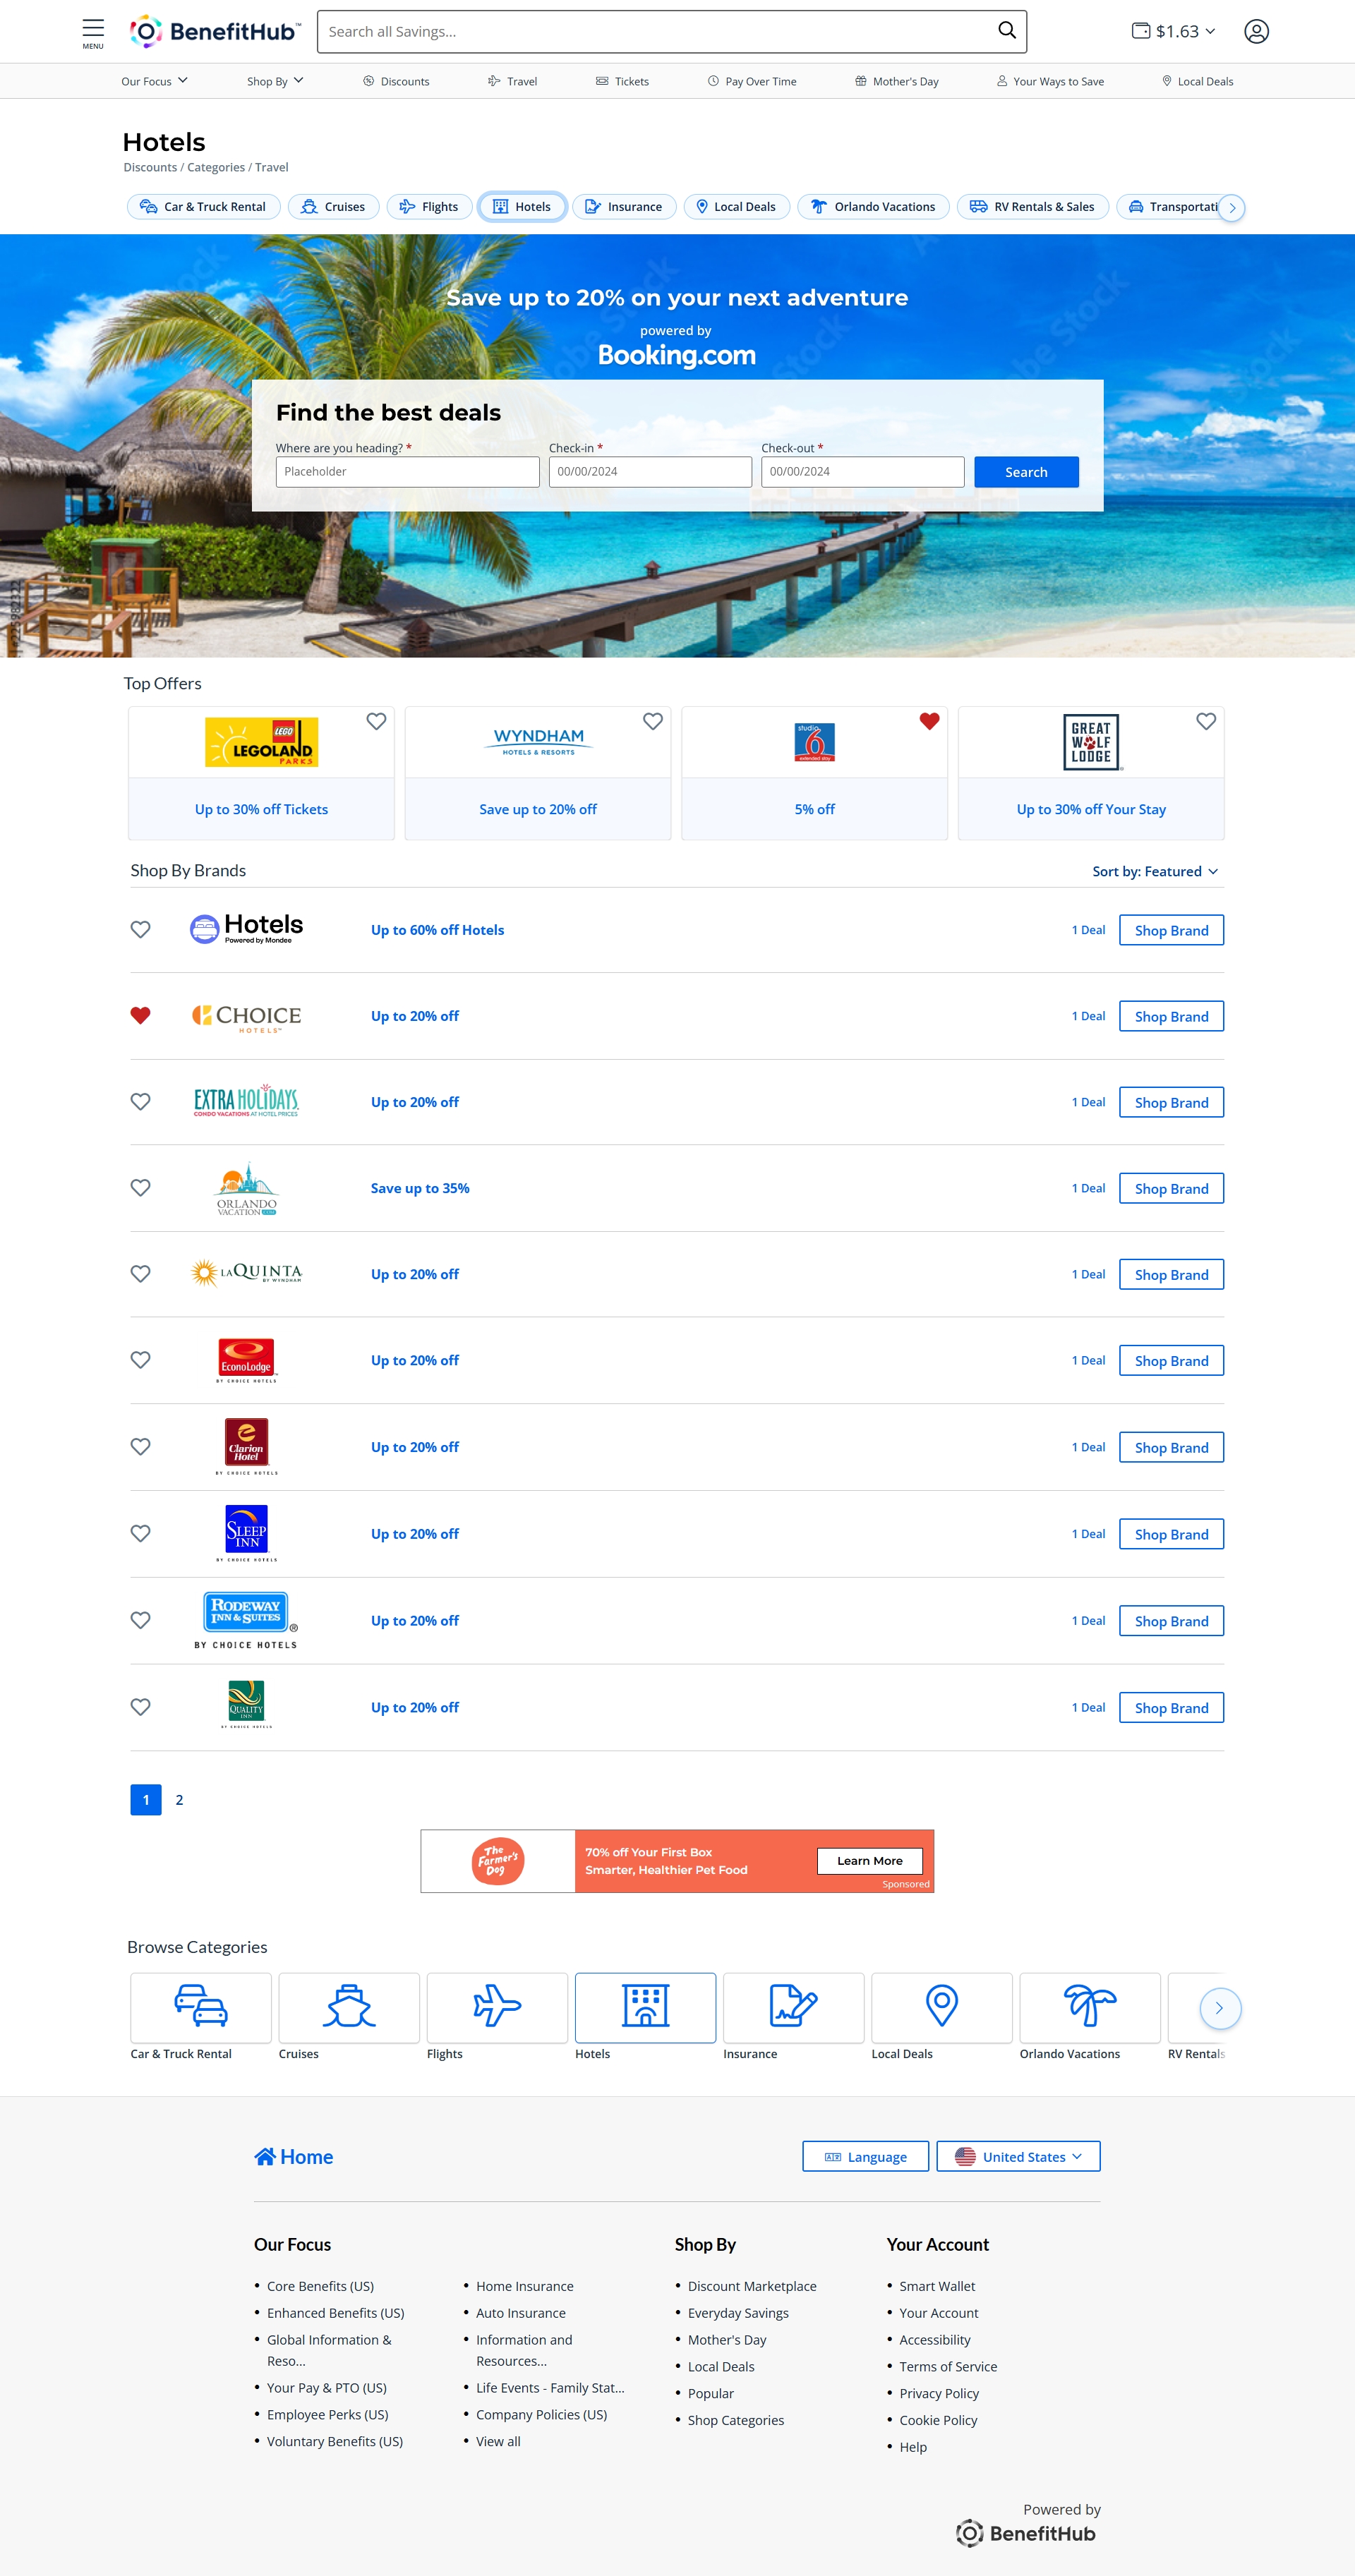 MENU
BenefitHub™
Search all Savings...
$1.63
Our Focus
Shop By
Discounts
Travel
Tickets
Pay Over Time
Mother's Day
Your Ways to Save
Local Deals
Hotels
Discounts / Categories / Travel
Car & Truck Rental
Cruises
Flights
Hotels
Insurance
Local Deals
Orlando Vacations
RV Rentals & Sales
Transportati
Save up to 20% on your next adventure
powered by
Booking.com
Find the best deals
Where are you heading? *
Check-in *
Check-out *
Placeholder
00/00/2024
00/00/2024
Search
Top Offers
LEGO
LEGOLAND
PARKS
WYNDHAM
HOTELS & RESORTS
studio
6
extended stay
GREAT
WOLF
LODGE
Up to 30% off Tickets
Save up to 20% off
5% off
Up to 30% off Your Stay
Shop By Brands
Sort by: Featured
Hotels
Powered by Mondee
Up to 60% off Hotels
1 Deal
Shop Brand
CHOICE
HOTELS™
Up to 20% off
1 Deal
Shop Brand
EXTRA HOLIDAYS
CONDO VACATIONS AT HOTEL PRICES
Up to 20% off
1 Deal
Shop Brand
ORLANDO
VACATION
Save up to 35%
1 Deal
Shop Brand
LAQUINTA
BY WYNDHAM
Up to 20% off
1 Deal
Shop Brand
EconoLodge
BY CHOICE HOTELS
Up to 20% off
1 Deal
Shop Brand
Clarion
Hotel
BY CHOICE HOTELS
Up to 20% off
1 Deal
Shop Brand
SLEEP
INN
BY CHOICE HOTELS
Up to 20% off
1 Deal
Shop Brand
RODEWAY
INN & SUITES ®
BY CHOICE HOTELS
Up to 20% off
1 Deal
Shop Brand
QUALITY
INN
BY CHOICE HOTELS
Up to 20% off
1 Deal
Shop Brand
1
2
The
Farmer's
Dog
70% off Your First Box
Smarter, Healthier Pet Food
Learn More
Sponsored
Browse Categories
Car & Truck Rental
Cruises
Flights
Hotels
Insurance
Local Deals
Orlando Vacations
RV Rentals
Home
Language
United States
Our Focus
• Core Benefits (US)
• Enhanced Benefits (US)
• Global Information &
Reso...
• Your Pay & PTO (US)
• Employee Perks (US)
• Voluntary Benefits (US)
• Home Insurance
• Auto Insurance
• Information and
Resources...
• Life Events - Family Stat...
• Company Policies (US)
• View all
Shop By
• Discount Marketplace
• Everyday Savings
• Mother's Day
• Local Deals
• Popular
• Shop Categories
Your Account
• Smart Wallet
• Your Account
• Accessibility
• Terms of Service
• Privacy Policy
• Cookie Policy
• Help
Powered by
BenefitHub